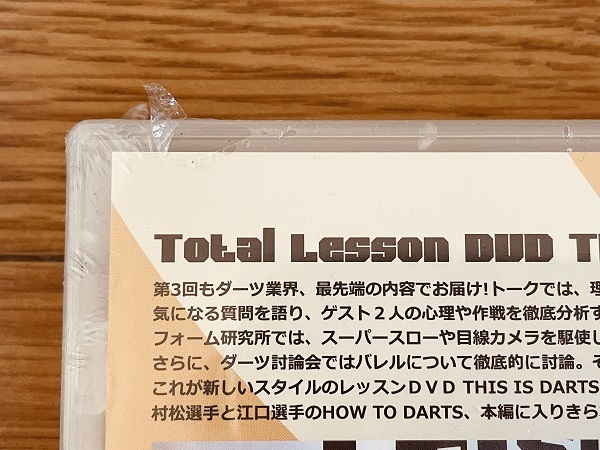 Total Lesson DVD T
第3回もダーツ業界、最先端の内容でお届け!トークでは、理
気になる質問を語り、ゲスト２人の心理や作戦を徹底分析す
フォーム研究所では、スーパースローや目線カメラを駆使し
さらに、ダーツ討論会ではバレルについて徹底的に討論。そ
これが新しいスタイルのレッスンＤＶＤ THIS IS DARTS
村松選手と江口選手のHOW TO DARTS、本編に入りきら